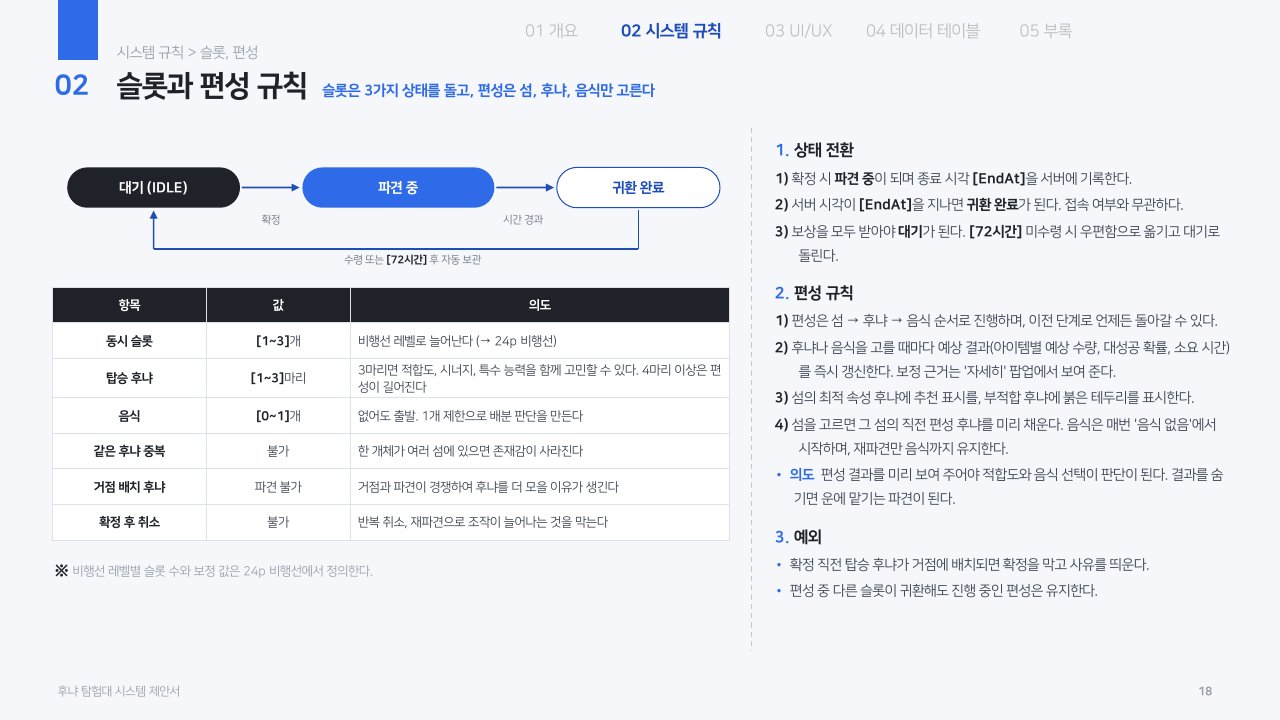 01 개요 02 시스템 규칙 03 UI/UX 04 데이터 테이블 05 부록
시스템 규칙 > 슬롯, 편성
02 슬롯과 편성 규칙 슬롯은 3가지 상태를 돌고, 편성은 섬, 후냐, 음식만 고른다
대기 (IDLE) 파견 중 귀환 완료
확정 시간 경과
수령 또는 [72시간] 후 자동 보관
항목 값 의도
동시 슬롯 [1~3]개 비행선 레벨로 늘어난다 (→ 24p 비행선)
탑승 후냐 [1~3]마리 3마리면 적합도, 시너지, 특수 능력을 함께 고민할 수 있다. 4마리 이상은 편
성이 길어진다
음식 [0~1]개 없어도 출발. 1개 제한으로 배분 판단을 만든다
같은 후냐 중복 불가 한 개체가 여러 섬에 있으면 존재감이 사라진다
거점 배치 후냐 파견 불가 거점과 파견이 경쟁하여 후냐를 더 모을 이유가 생긴다
확정 후 취소 불가 반복 취소, 재파견으로 조작이 늘어나는 것을 막는다
※ 비행선 레벨별 슬롯 수와 보정 값은 24p 비행선에서 정의한다.
1. 상태 전환
1) 확정 시 파견 중이 되며 종료 시각 [EndAt]을 서버에 기록한다.
2) 서버 시각이 [EndAt]을 지나면 귀환 완료가 된다. 접속 여부와 무관하다.
3) 보상을 모두 받아야 대기가 된다. [72시간] 미수령 시 우편함으로 옮기고 대기로
돌린다.
2. 편성 규칙
1) 편성은 섬 → 후냐 → 음식 순서로 진행하며, 이전 단계로 언제든 돌아갈 수 있다.
2) 후냐나 음식을 고를 때마다 예상 결과(아이템별 예상 수량, 대성공 확률, 소요 시간)
를 즉시 갱신한다. 보정 근거는 '자세히' 팝업에서 보여 준다.
3) 섬의 최적 속성 후냐에 추천 표시를, 부적합 후냐에 붉은 테두리를 표시한다.
4) 섬을 고르면 그 섬의 직전 편성 후냐를 미리 채운다. 음식은 매번 '음식 없음'에서
시작하며, 재파견만 음식까지 유지한다.
• 의도 편성 결과를 미리 보여 주어야 적합도와 음식 선택이 판단이 된다. 결과를 숨
기면 운에 맡기는 파견이 된다.
3. 예외
• 확정 직전 탑승 후냐가 거점에 배치되면 확정을 막고 사유를 띄운다.
• 편성 중 다른 슬롯이 귀환해도 진행 중인 편성은 유지한다.
후냐 탐험대 시스템 제안서 18